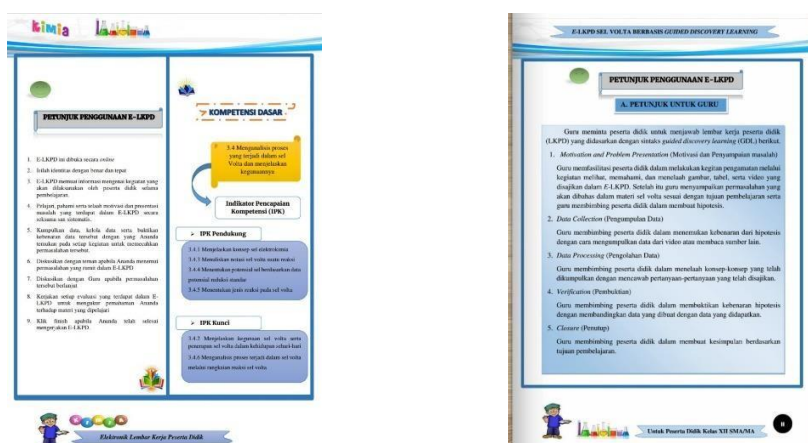 kimia
PETUNJUK PENGGUNAAN E-LKPD
1. E-LKPD ini dibuka secara online
2. Isilah identitas dengan benar dan tepat
3. E-LKPD memuat informasi mengenai kegiatan yang
akan dilaksanakan oleh peserta didik selama
pembelajaran.
4. Pelajari, pahami serta telaah motivasi dan presentasi
masalah yang terdapat dalam E-LKPD secara
seksama dan sistematis.
5. Kumpulkan data, kelola data serta buktikan
kebenaran data tersebut dengan yang Ananda
temukan pada setiap kegiatan untuk memecahkan
permasalahan tersebut.
6. Diskusikan dengan teman apabila Ananda menemui
permasalahan yang rumit dalam E-LKPD
7. Diskusikan dengan Guru apabila permasalahan
tersebut berlanjut
8. Kerjakan setiap evaluasi yang terdapat dalam E-
LKPD untuk mengukur pemahaman Ananda
terhadap materi yang dipelajari
9. Klik finish apabila Ananda telah selesai
mengerjakan E-LKPD.
KOMPETENSI DASAR
3.4 Menganalisis proses
yang terjadi dalam sel
Volta dan menjelaskan
kegunaannya
Indikator Pencapaian
Kompetensi (IPK)
➢ IPK Pendukung
3.4.1 Menjelaskan konsep sel elektrokimia
3.4.3 Menuliskan notasi sel volta suatu reaksi
3.4.4 Menentukan potensial sel berdasarkan data
potensial reduksi standar
3.4.5 Menentukan jenis reaksi pada sel volta
➢ IPK Kunci
3.4.2 Menjelaskan kegunaan sel volta serta
penerapan sel volta dalam kehidupan sehari-hari
3.4.6 Menganalisis proses terjadi dalam sel volta
melalui rangkaian reaksi sel volta
Elektronik Lembar Kerja Peserta Didik
E-LKPD SEL VOLTA BERBASIS GUIDED DISCOVERY LEARNING
PETUNJUK PENGGUNAAN E-LKPD
A. PETUNJUK UNTUK GURU
Guru meminta peserta didik untuk menjawab lembar kerja peserta didik
(LKPD) yang didasarkan dengan sintaks guided discovery learning (GDL) berikut.
1. Motivation and Problem Presentation (Motivasi dan Penyampaian masalah)
Guru memfasilitasi peserta didik dalam melakukan kegitan pengamatan melalui
kegiatan melihat, memahami, dan menelaah gambar, tabel, serta video yang
disajikan dalam E-LKPD. Setelah itu guru menyampaikan permasalahan yang
akan dibahas dalam materi sel volta sesuai dengan tujuan pembelajaran serta
guru membimbing peserta didik dalam membuat hipotesis.
2. Data Collection (Pengumpulan Data)
Guru membimbing peserta didik dalam menemukan kebenaran dari hipotesis
dengan cara mengumpulkan data dari video atau membaca sumber lain.
3. Data Processing (Pengolahan Data)
Guru membimbing peserta didik dalam menelaah konsep-konsep yang telah
dikumpulkan dengan menjawab pertanyaan-pertanyaan yang telah disajikan.
4. Verification (Pembuktian)
Guru membimbing peserta didik dalam membuktikan kebenaran hipotesis
dengan membandingkan data yang dibuat dengan data yang didapatkan.
5. Closure (Penutup)
Guru membimbing peserta didik dalam membuat kesimpulan berdasarkan
tujuan pembelajaran.
Untuk Peserta Didik Kelas XII SMA/MA